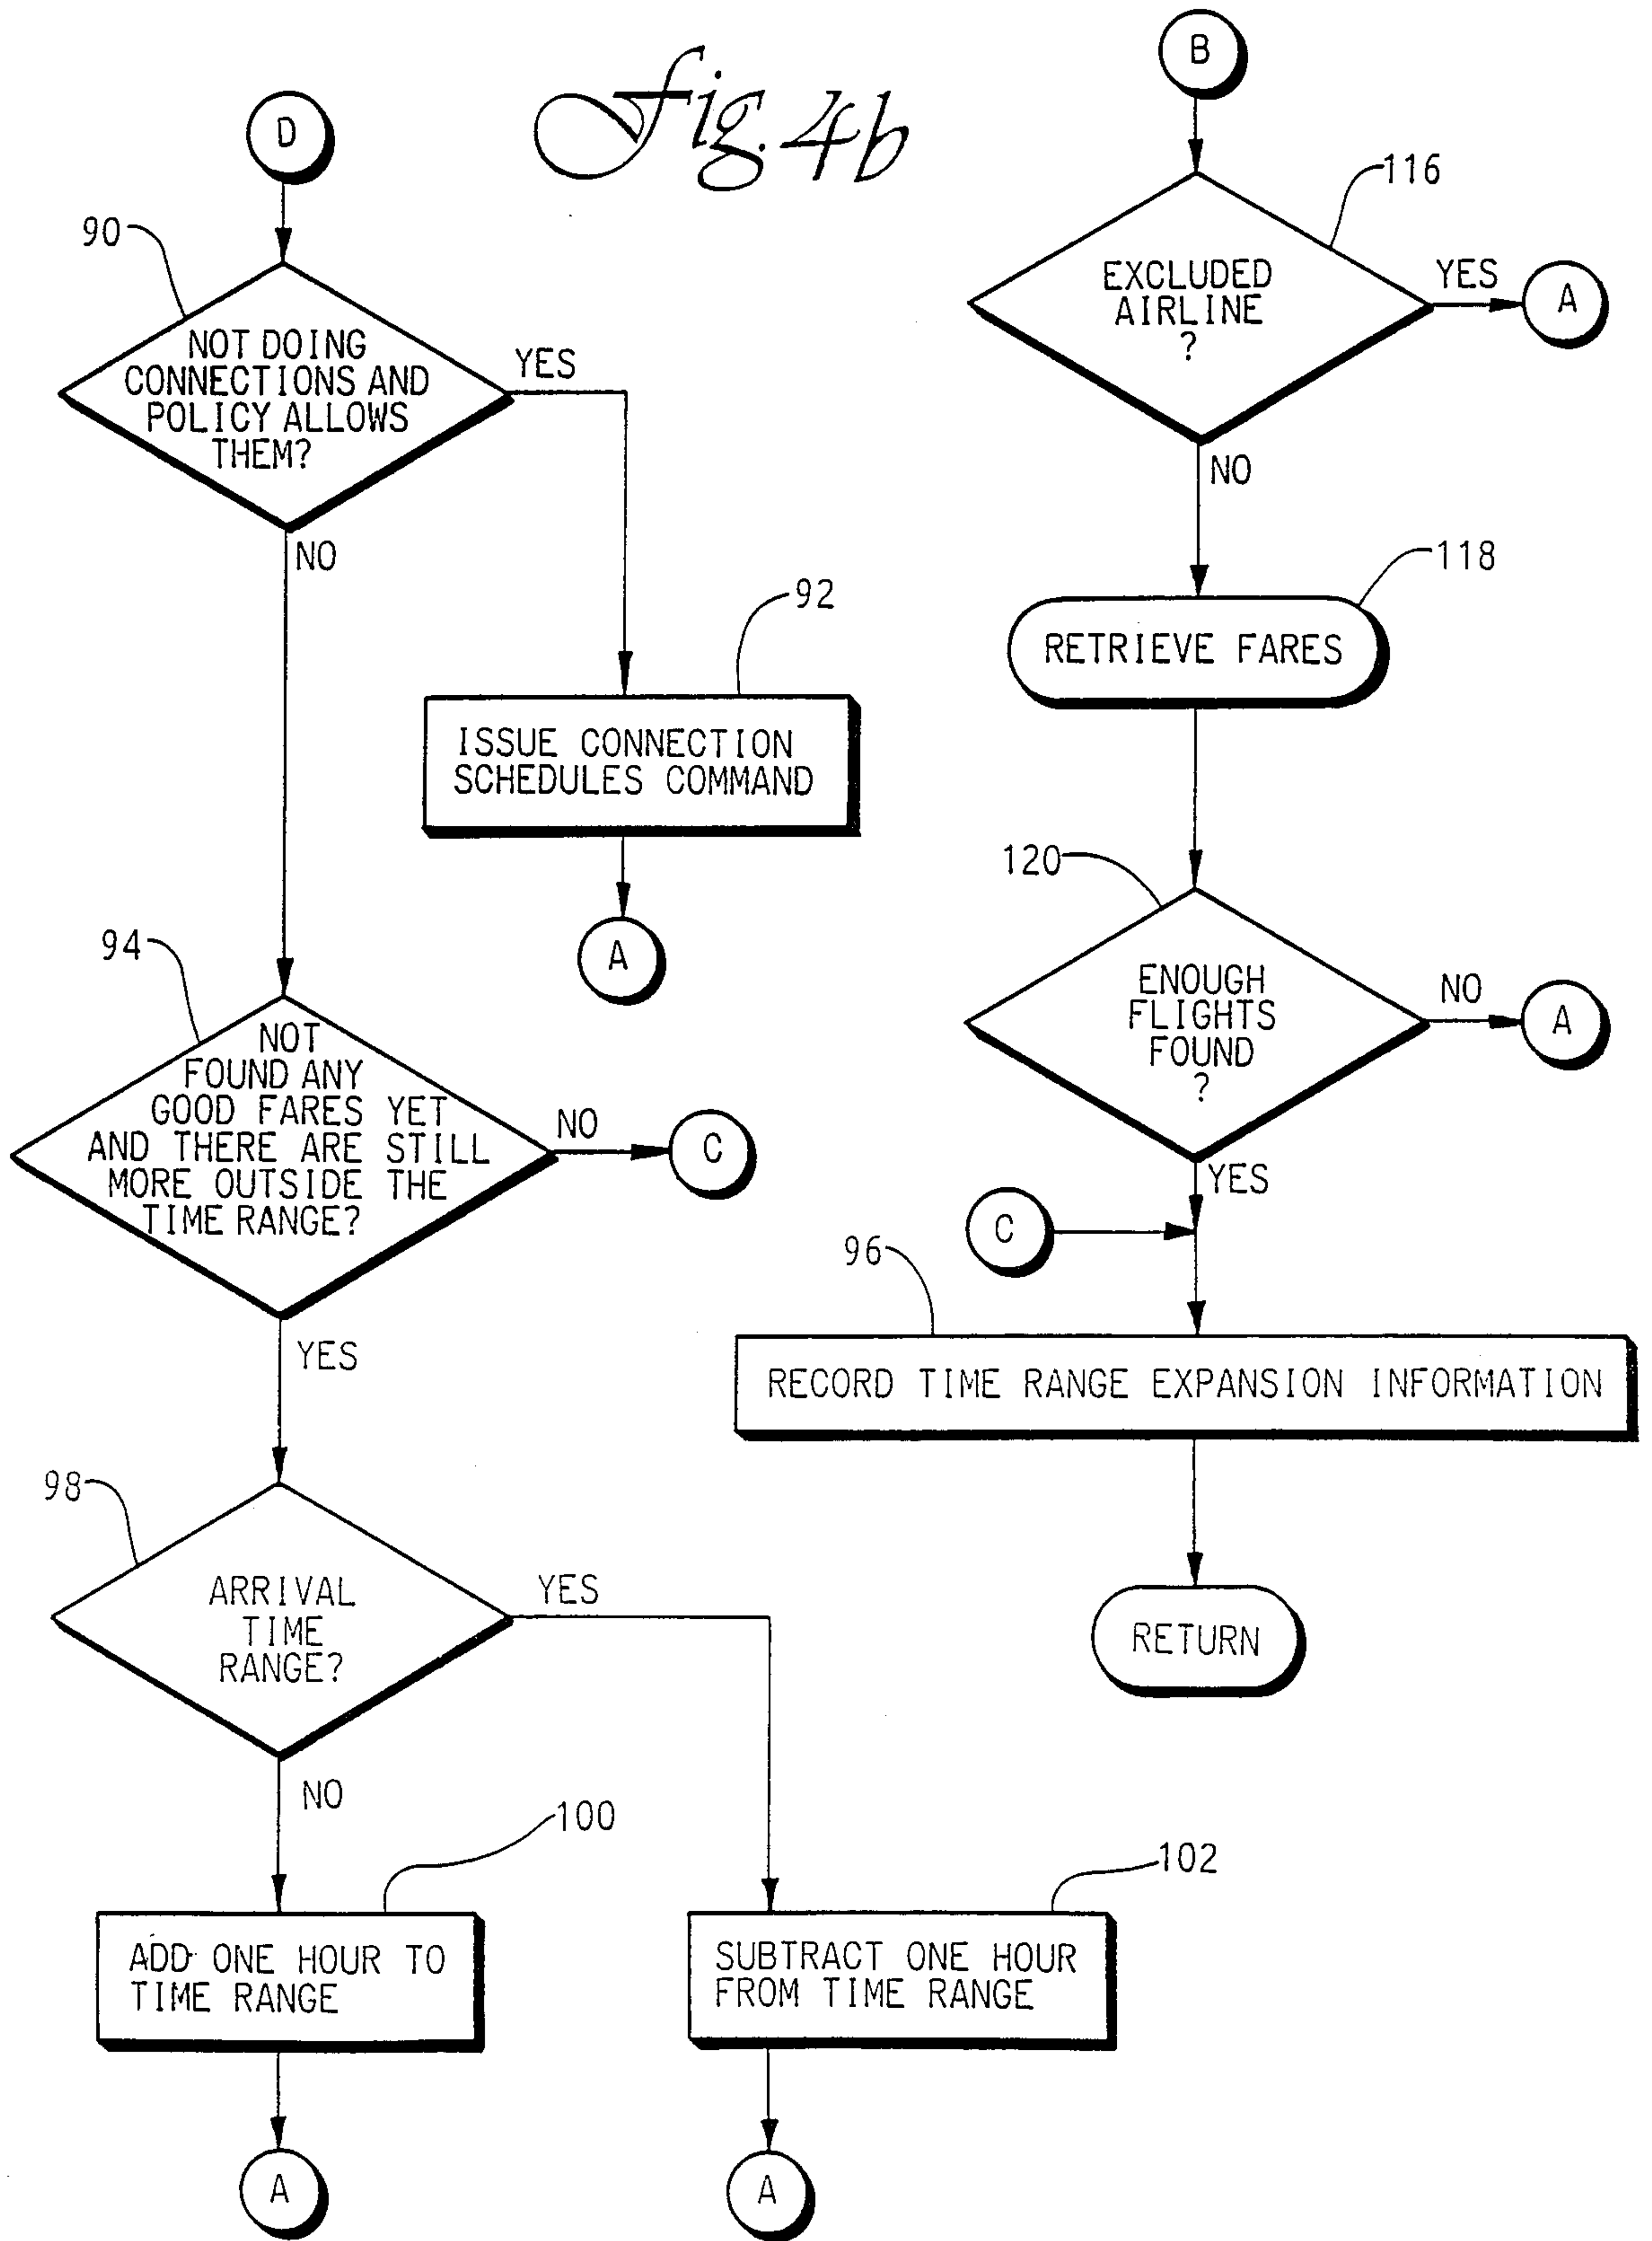 Fig. 4b
D
90
NOT DOING
CONNECTIONS AND
POLICY ALLOWS
THEM?
YES
NO
92
ISSUE CONNECTION
SCHEDULES COMMAND
A
94
NOT
FOUND ANY
GOOD FARES YET
AND THERE ARE STILL
MORE OUTSIDE THE
TIME RANGE?
NO
C
YES
98
ARRIVAL
TIME
RANGE?
YES
NO
100
ADD ONE HOUR TO
TIME RANGE
A
102
SUBTRACT ONE HOUR
FROM TIME RANGE
A
B
116
EXCLUDED
AIRLINE
?
YES
A
NO
118
RETRIEVE FARES
120
ENOUGH
FLIGHTS
FOUND
?
NO
A
YES
C
96
RECORD TIME RANGE EXPANSION INFORMATION
RETURN